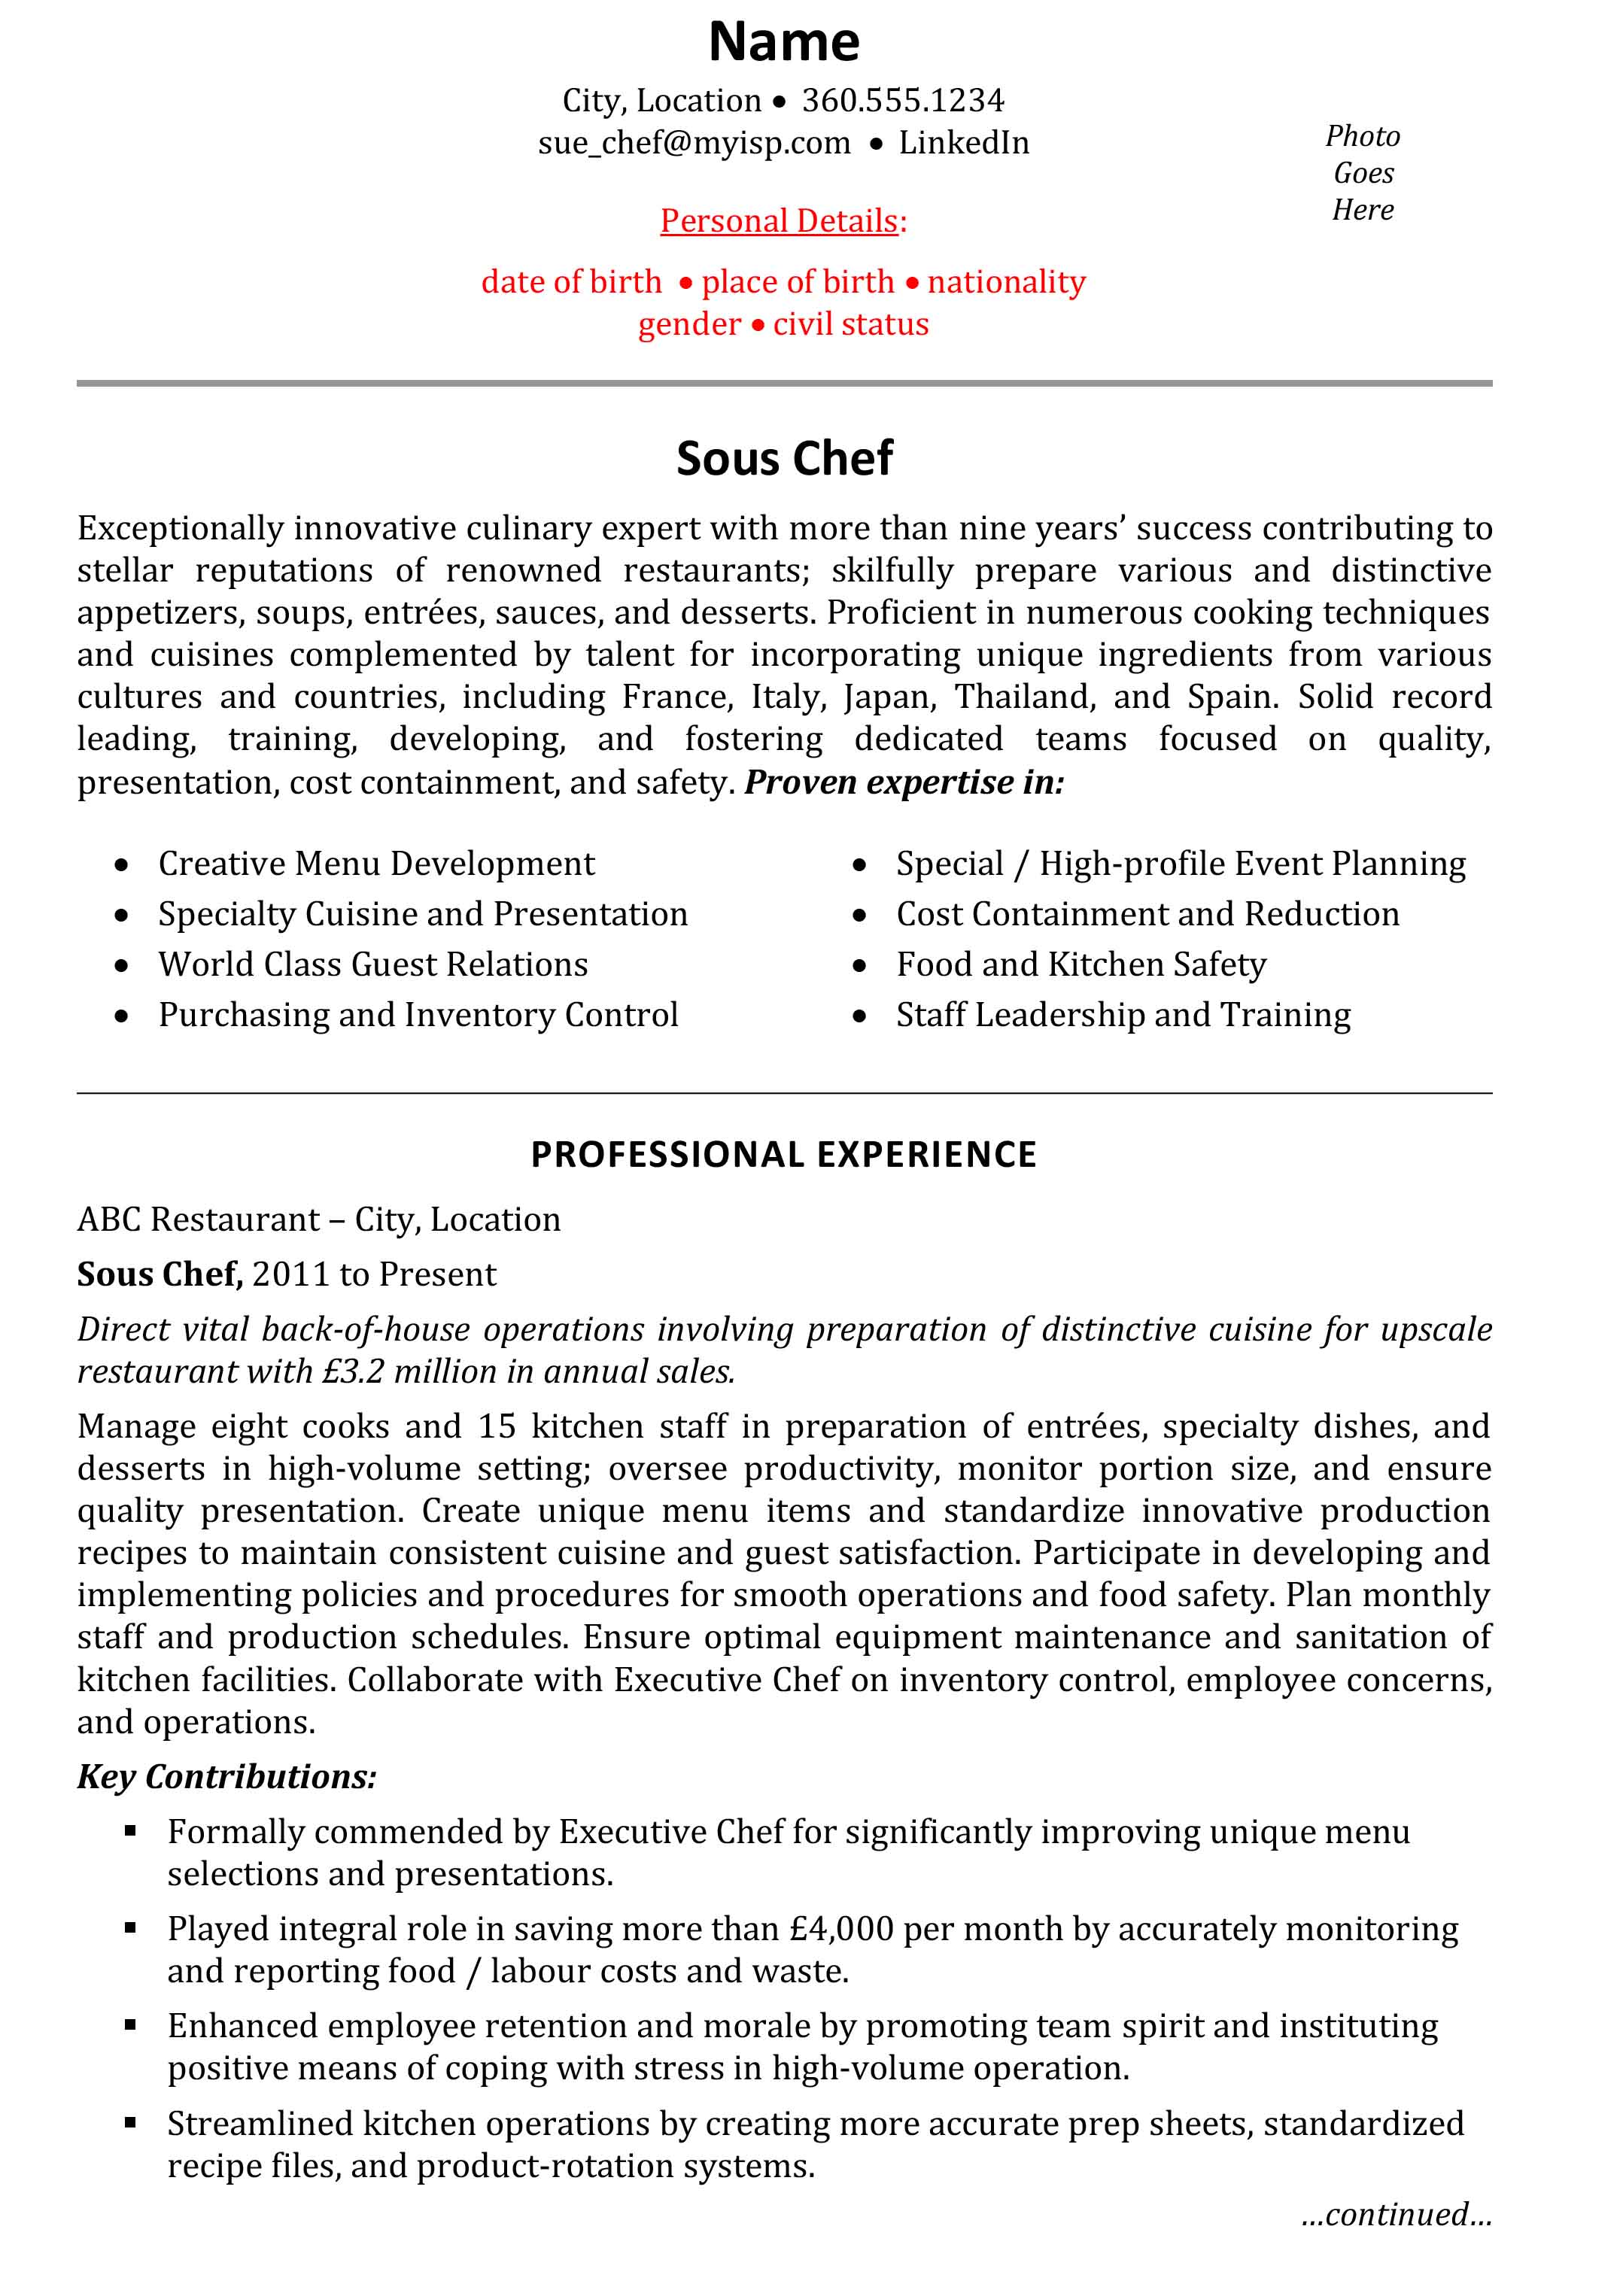 Name
City, Location • 360.555.1234
sue_chef@myisp.com • LinkedIn
Photo
Goes
Here
Personal Details:
date of birth • place of birth • nationality
gender • civil status
Sous Chef
Exceptionally innovative culinary expert with more than nine years’ success contributing to
stellar reputations of renowned restaurants; skilfully prepare various and distinctive
appetizers, soups, entrées, sauces, and desserts. Proficient in numerous cooking techniques
and cuisines complemented by talent for incorporating unique ingredients from various
cultures and countries, including France, Italy, Japan, Thailand, and Spain. Solid record
leading, training, developing, and fostering dedicated teams focused on quality,
presentation, cost containment, and safety. Proven expertise in:
• Creative Menu Development
• Specialty Cuisine and Presentation
• World Class Guest Relations
• Purchasing and Inventory Control
• Special / High-profile Event Planning
• Cost Containment and Reduction
• Food and Kitchen Safety
• Staff Leadership and Training
PROFESSIONAL EXPERIENCE
ABC Restaurant – City, Location
Sous Chef, 2011 to Present
Direct vital back-of-house operations involving preparation of distinctive cuisine for upscale
restaurant with £3.2 million in annual sales.
Manage eight cooks and 15 kitchen staff in preparation of entrées, specialty dishes, and
desserts in high-volume setting; oversee productivity, monitor portion size, and ensure
quality presentation. Create unique menu items and standardize innovative production
recipes to maintain consistent cuisine and guest satisfaction. Participate in developing and
implementing policies and procedures for smooth operations and food safety. Plan monthly
staff and production schedules. Ensure optimal equipment maintenance and sanitation of
kitchen facilities. Collaborate with Executive Chef on inventory control, employee concerns,
and operations.
Key Contributions:
▪ Formally commended by Executive Chef for significantly improving unique menu
selections and presentations.
▪ Played integral role in saving more than £4,000 per month by accurately monitoring
and reporting food / labour costs and waste.
▪ Enhanced employee retention and morale by promoting team spirit and instituting
positive means of coping with stress in high-volume operation.
▪ Streamlined kitchen operations by creating more accurate prep sheets, standardized
recipe files, and product-rotation systems.
…continued…